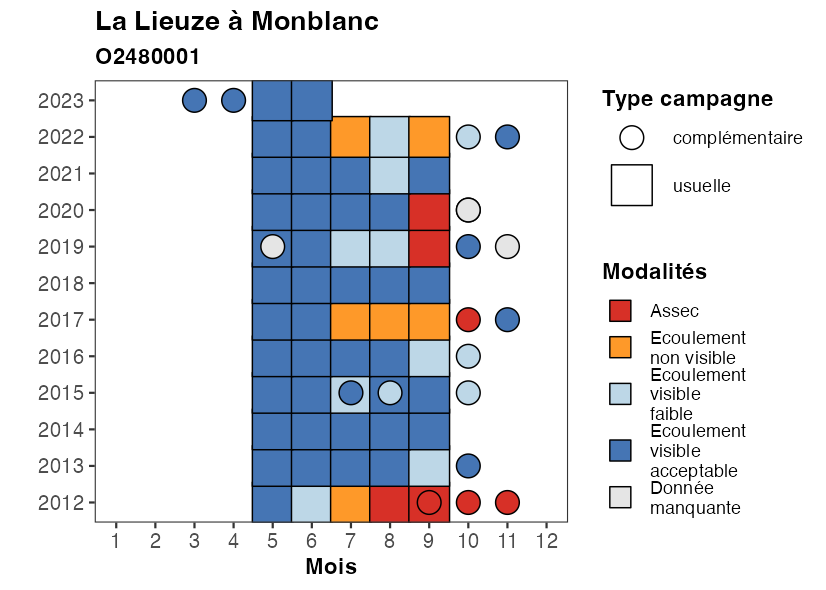 La Lieuze à Monblanc
O2480001
2023
2022
2021
2020
2019
2018
2017
2016
2015
2014
2013
2012
1 2 3 4 5 6 7 8 9 10 11 12
Mois
Type campagne
complémentaire
usuelle
Modalités
Assec
Ecoulement
non visible
Ecoulement
visible
faible
Ecoulement
visible
acceptable
Donnée
manquante